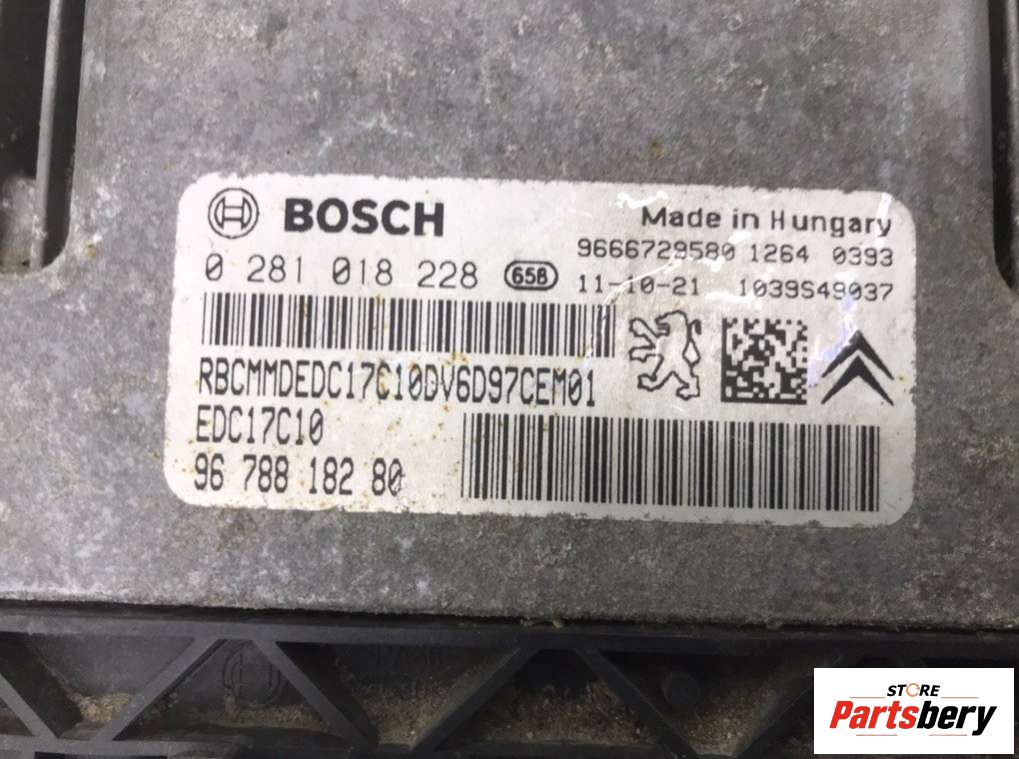 BOSCH
Made in Hungary
9666729580 1264 0393
0 281 018 228 658 11-10-21 1039S49037
RBCMMDEDC17C10DV6D97CEM01
EDC17C10
96 788 182 80
STORE
Partsbery